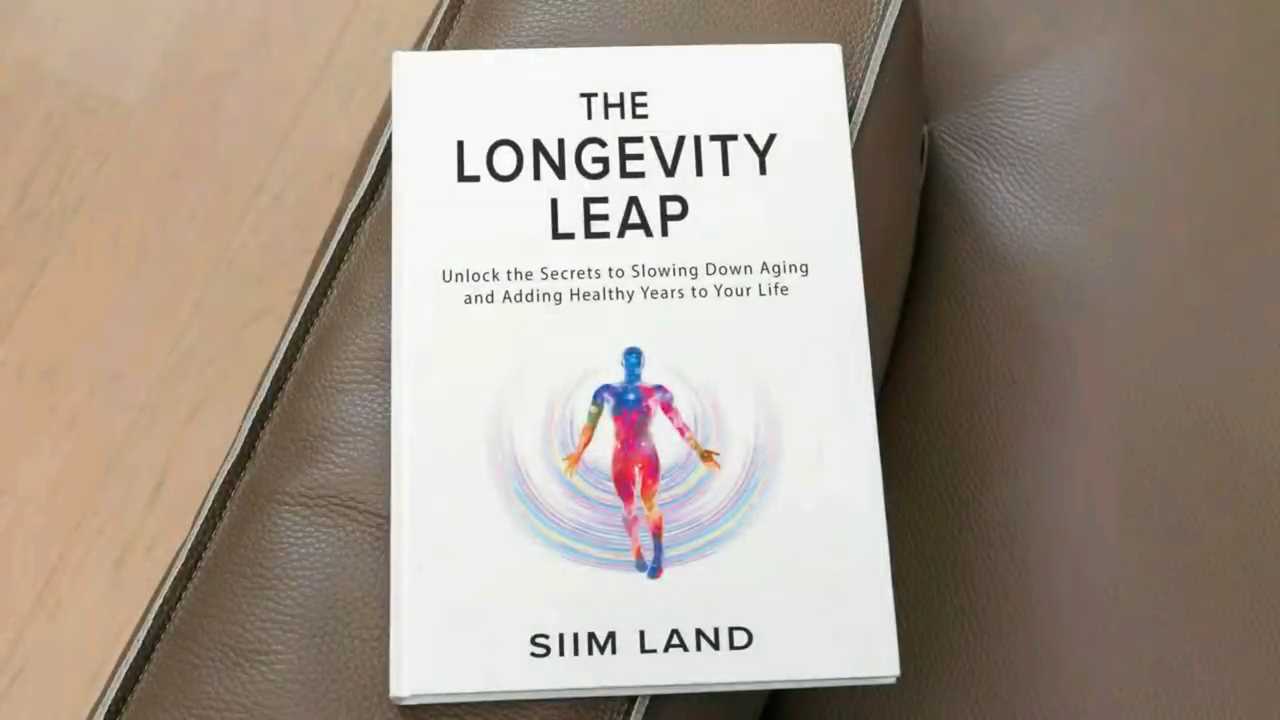 THE
LONGEVITY
LEAP
Unlock the Secrets to Slowing Down Aging
and Adding Healthy Years to Your Life
SIIM LAND